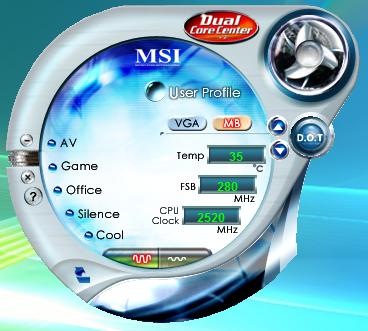 Dual
Core Center
MSI
User Profile
VGA MB
D.O.T
AV
Temp 35
°C
Game
FSB 280
MHz
Office
CPU
Clock 2520
MHz
Silence
Cool
?